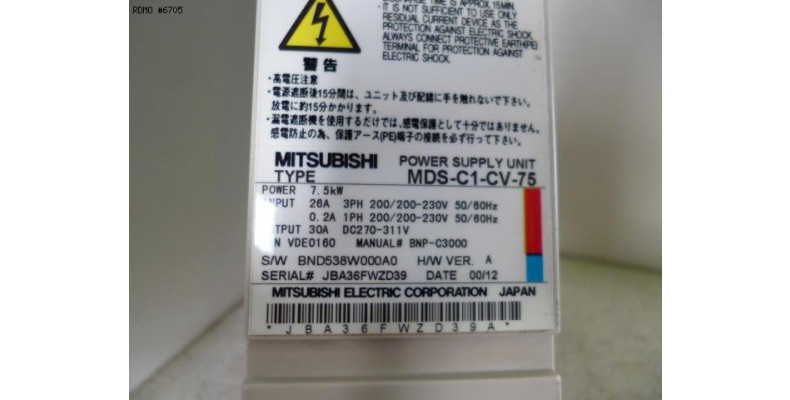 RDMO #6705
DISCHARGE TIME IS APPROX.15MIN.
・IT IS NOT SUFFICIENT TO USE ONLY
RESIDUAL CURRENT DEVICE AS THE
PROTECTION AGAINST ELECTRIC SHOCK.
ALWAYS CONNECT PROTECTIVE EARTH(PE)
TERMINAL FOR PROTECTION AGAINST
ELECTRIC SHOCK.
警告
・高電圧注意
・電源遮断後15分間は、ユニット及び配線に手を触れないで下さい。
放電に約15分かかります。
・漏電遮断機を使用するだけでは、感電保護として十分ではありません。
感電防止の為、保護アース(PE)端子の接続を必ず行って下さい。
MITSUBISHI POWER SUPPLY UNIT
TYPE MDS-C1-CV-75
POWER 7.5kW
INPUT 26A 3PH 200/200-230V 50/60Hz
0.2A 1PH 200/200-230V 50/60Hz
OUTPUT 30A DC270-311V
VDE0160 MANUAL# BNP-C3000
S/W BND538W000A0 H/W VER. A
SERIAL# JBA36FWZD39 DATE 00/12
MITSUBISHI ELECTRIC CORPORATION JAPAN
*JBA36FWZD39A*